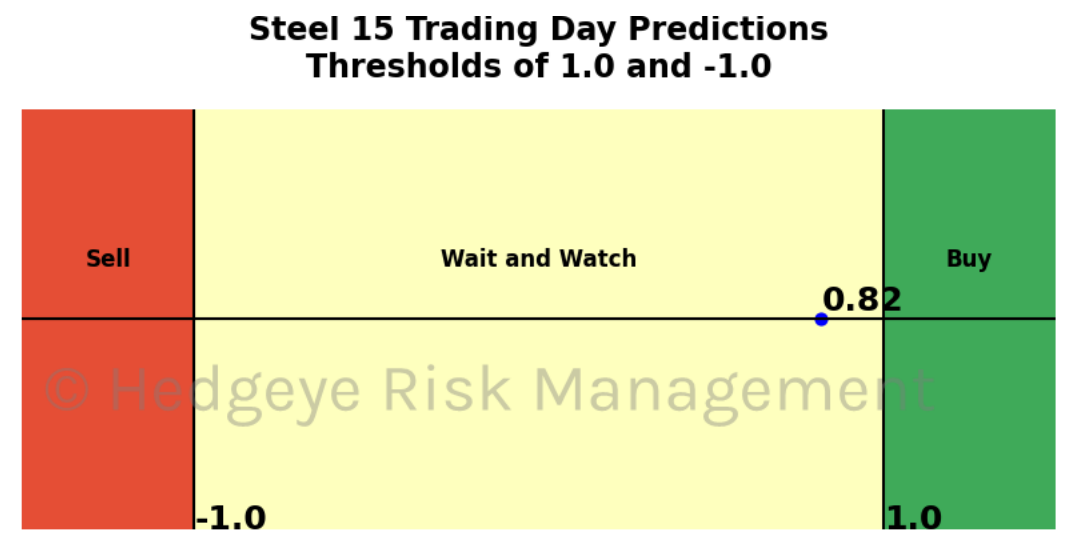 Steel 15 Trading Day Predictions
Thresholds of 1.0 and -1.0
Sell
Wait and Watch
Buy
0.82
© Hedgeye Risk Management
-1.0
1.0